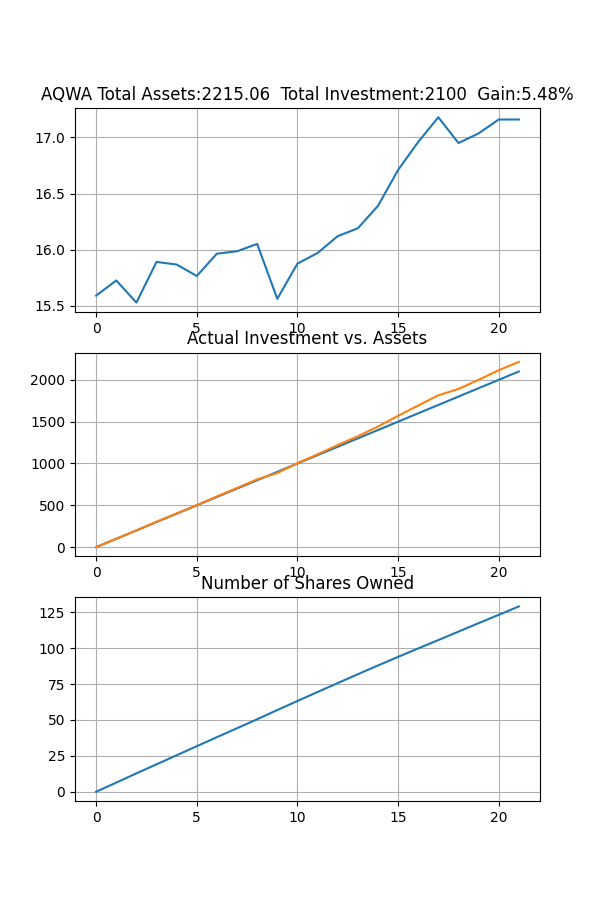 AQWA Total Assets:2215.06  Total Investment:2100  Gain:5.48%
17.0
16.5
16.0
15.5
0 5 10 15 20
Actual Investment vs. Assets
2000
1500
1000
500
0
0 5 10 15 20
Number of Shares Owned
125
100
75
50
25
0
0 5 10 15 20